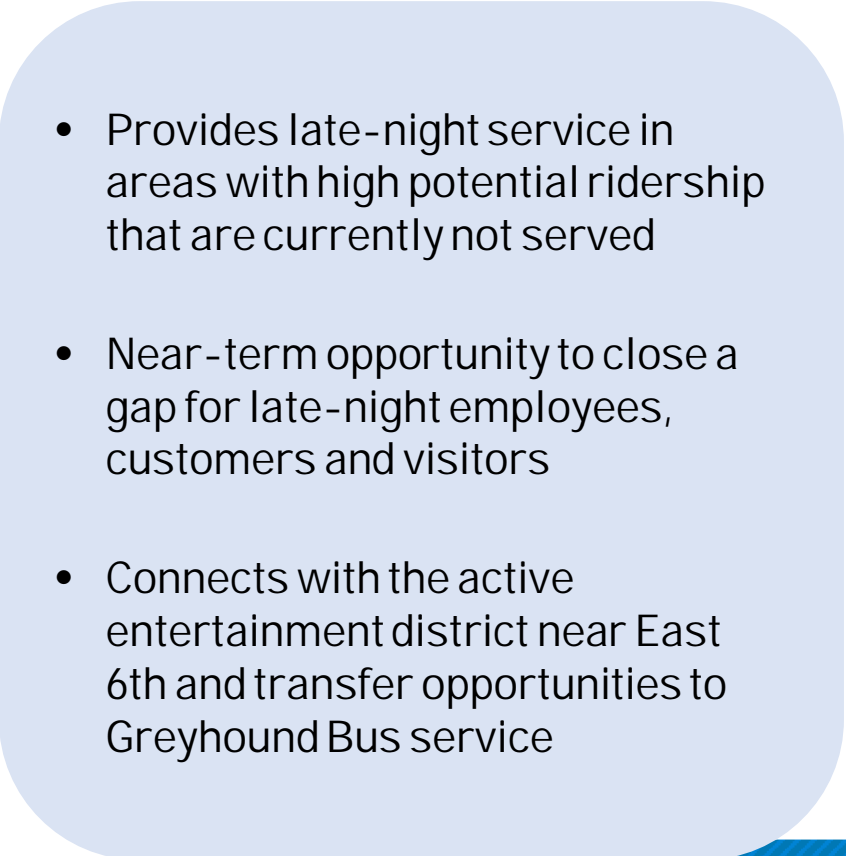 • Provides late-night service in
areas with high potential ridership
that are currently not served
• Near-term opportunity to close a
gap for late-night employees,
customers and visitors
• Connects with the active
entertainment district near East
6th and transfer opportunities to
Greyhound Bus service